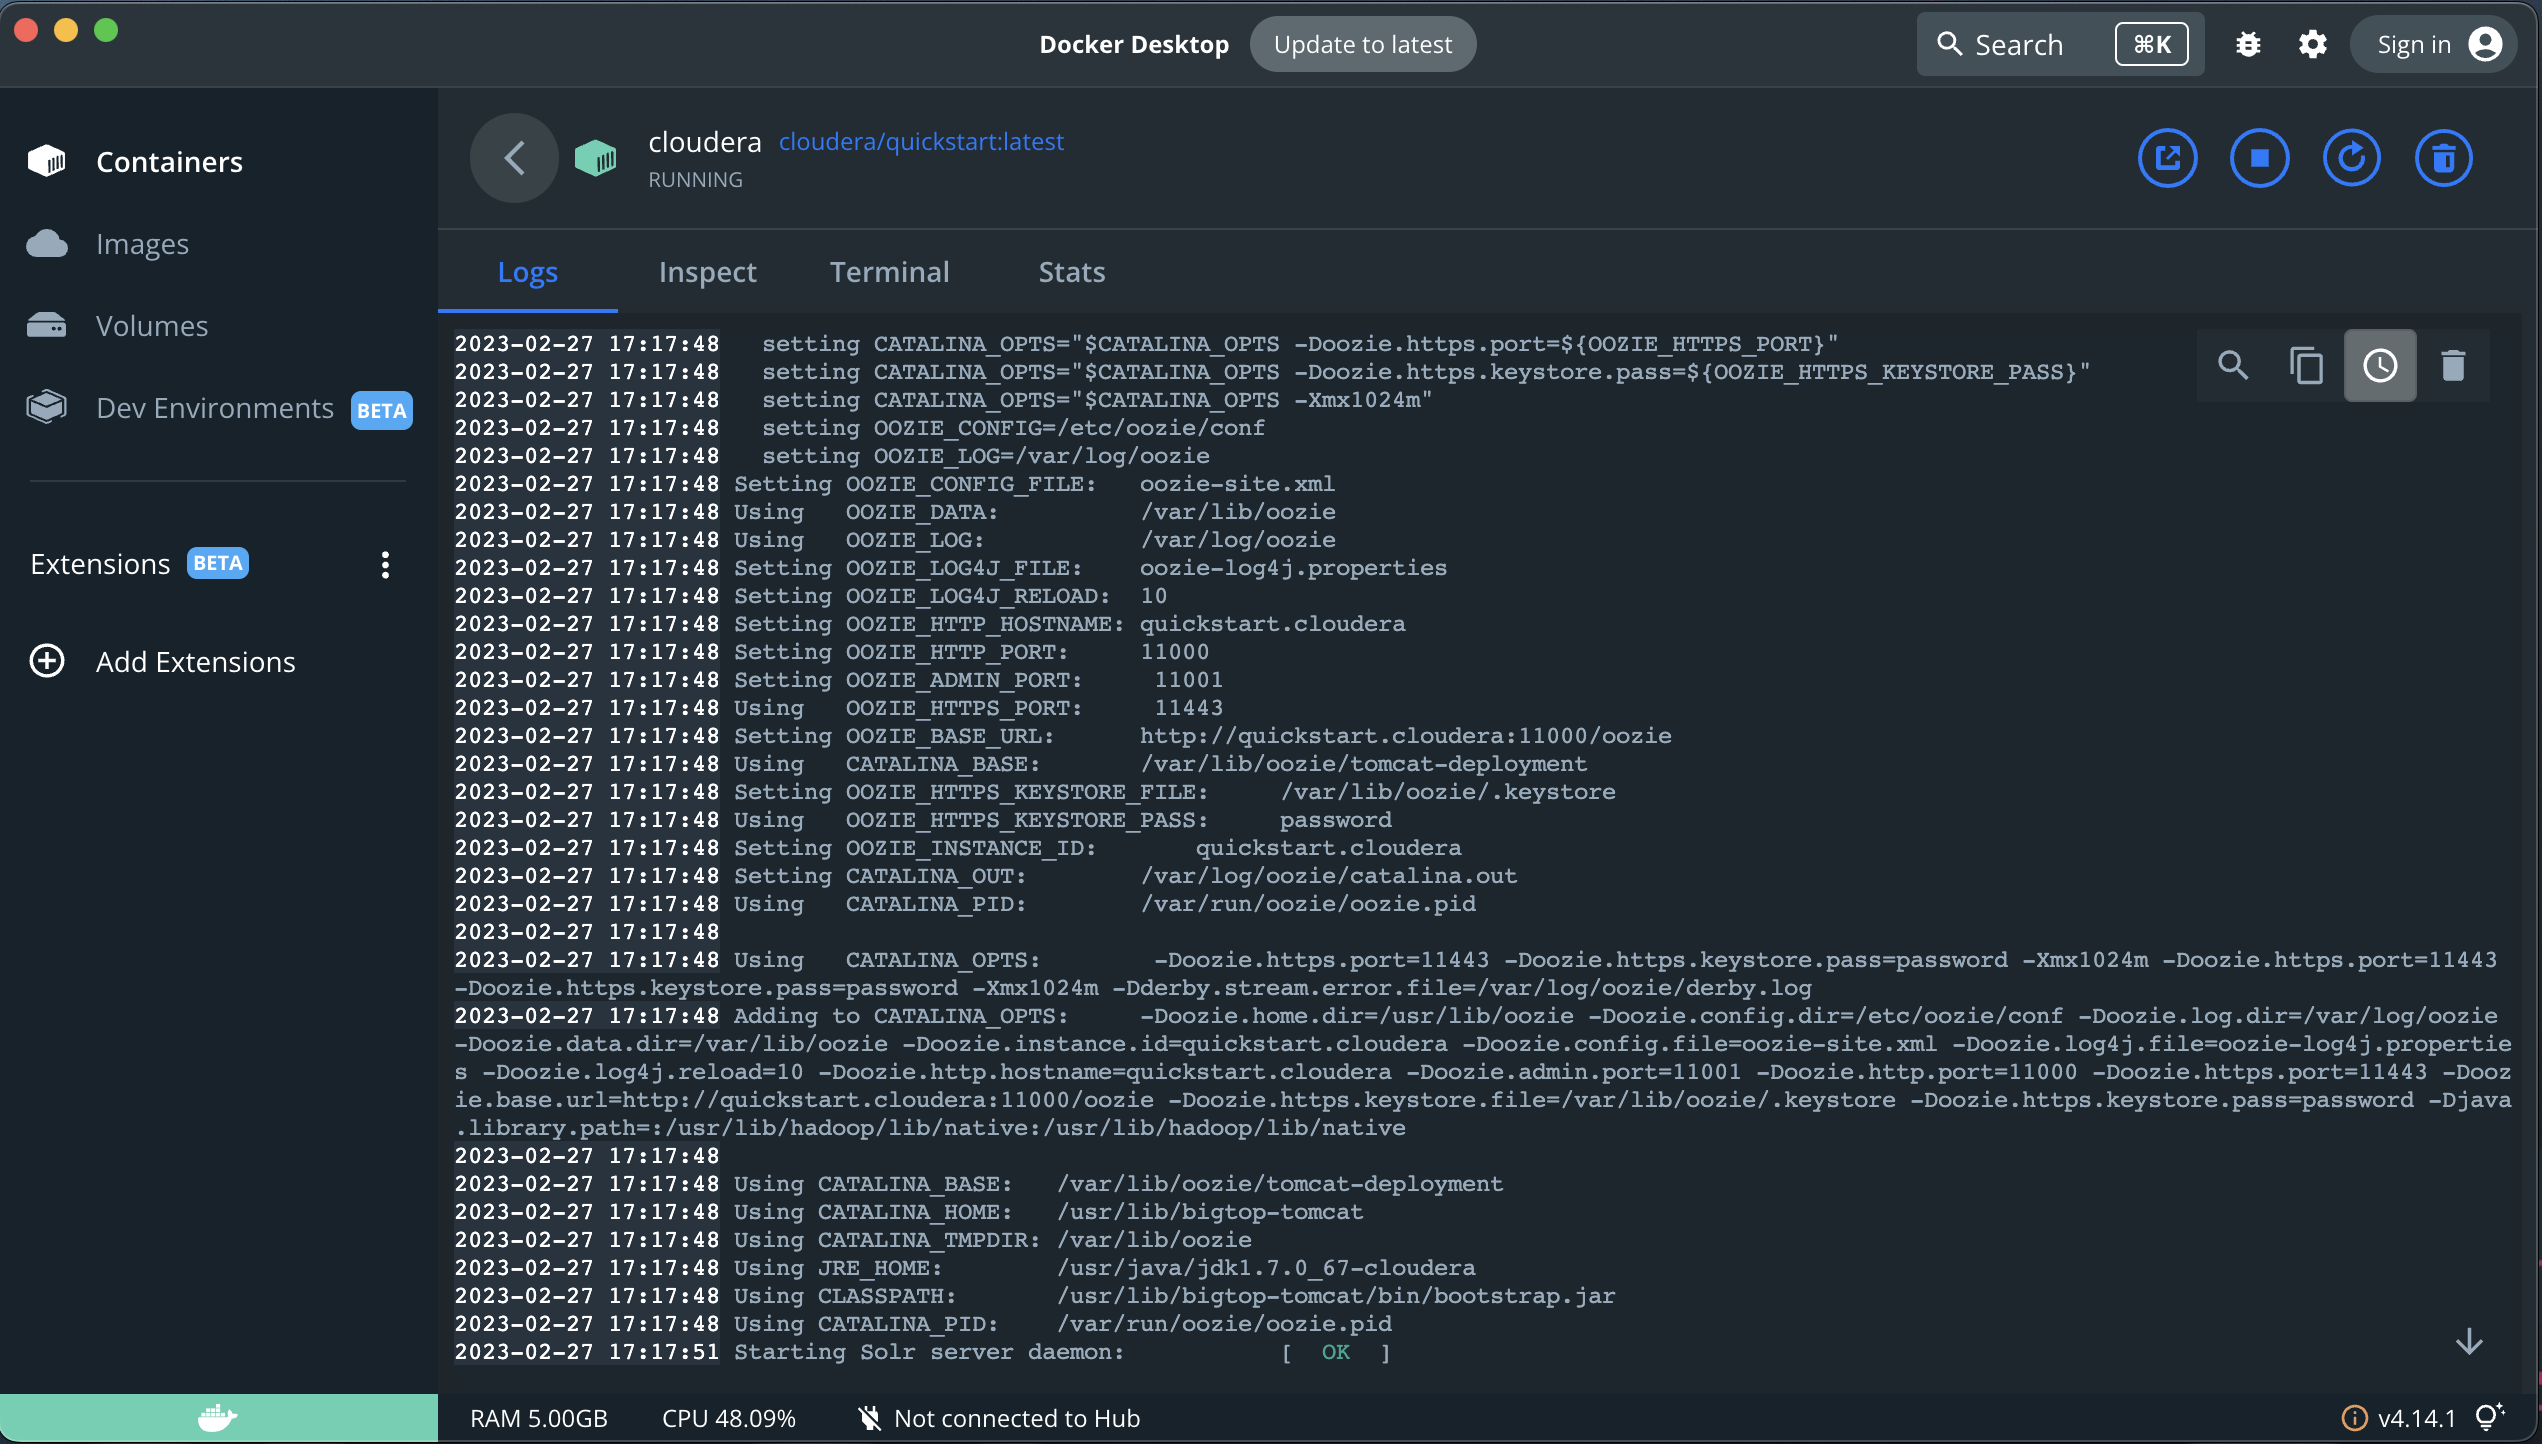 Docker Desktop Update to latest Search ⌘K Sign in
Containers
Images
Volumes
Dev Environments BETA
Extensions BETA
Add Extensions
cloudera cloudera/quickstart:latest
RUNNING
Logs Inspect Terminal Stats
2023-02-27 17:17:48   setting CATALINA_OPTS="$CATALINA_OPTS -Doozie.https.port=${OOZIE_HTTPS_PORT}"
2023-02-27 17:17:48   setting CATALINA_OPTS="$CATALINA_OPTS -Doozie.https.keystore.pass=${OOZIE_HTTPS_KEYSTORE_PASS}"
2023-02-27 17:17:48   setting CATALINA_OPTS="$CATALINA_OPTS -Xmx1024m"
2023-02-27 17:17:48   setting OOZIE_CONFIG=/etc/oozie/conf
2023-02-27 17:17:48   setting OOZIE_LOG=/var/log/oozie
2023-02-27 17:17:48 Setting OOZIE_CONFIG_FILE:   oozie-site.xml
2023-02-27 17:17:48 Using   OOZIE_DATA:          /var/lib/oozie
2023-02-27 17:17:48 Using   OOZIE_LOG:           /var/log/oozie
2023-02-27 17:17:48 Setting OOZIE_LOG4J_FILE:    oozie-log4j.properties
2023-02-27 17:17:48 Setting OOZIE_LOG4J_RELOAD:  10
2023-02-27 17:17:48 Setting OOZIE_HTTP_HOSTNAME: quickstart.cloudera
2023-02-27 17:17:48 Setting OOZIE_HTTP_PORT:     11000
2023-02-27 17:17:48 Setting OOZIE_ADMIN_PORT:     11001
2023-02-27 17:17:48 Using   OOZIE_HTTPS_PORT:     11443
2023-02-27 17:17:48 Setting OOZIE_BASE_URL:      http://quickstart.cloudera:11000/oozie
2023-02-27 17:17:48 Using   CATALINA_BASE:       /var/lib/oozie/tomcat-deployment
2023-02-27 17:17:48 Setting OOZIE_HTTPS_KEYSTORE_FILE:     /var/lib/oozie/.keystore
2023-02-27 17:17:48 Using   OOZIE_HTTPS_KEYSTORE_PASS:     password
2023-02-27 17:17:48 Setting OOZIE_INSTANCE_ID:       quickstart.cloudera
2023-02-27 17:17:48 Setting CATALINA_OUT:        /var/log/oozie/catalina.out
2023-02-27 17:17:48 Using   CATALINA_PID:        /var/run/oozie/oozie.pid
2023-02-27 17:17:48
2023-02-27 17:17:48 Using   CATALINA_OPTS:        -Doozie.https.port=11443 -Doozie.https.keystore.pass=password -Xmx1024m -Doozie.https.port=11443
-Doozie.https.keystore.pass=password -Xmx1024m -Dderby.stream.error.file=/var/log/oozie/derby.log
2023-02-27 17:17:48 Adding to CATALINA_OPTS:     -Doozie.home.dir=/usr/lib/oozie -Doozie.config.dir=/etc/oozie/conf -Doozie.log.dir=/var/log/oozie
-Doozie.data.dir=/var/lib/oozie -Doozie.instance.id=quickstart.cloudera -Doozie.config.file=oozie-site.xml -Doozie.log4j.file=oozie-log4j.propertie
s -Doozie.log4j.reload=10 -Doozie.http.hostname=quickstart.cloudera -Doozie.admin.port=11001 -Doozie.http.port=11000 -Doozie.https.port=11443 -Dooz
ie.base.url=http://quickstart.cloudera:11000/oozie -Doozie.https.keystore.file=/var/lib/oozie/.keystore -Doozie.https.keystore.pass=password -Djava
.library.path=:/usr/lib/hadoop/lib/native:/usr/lib/hadoop/lib/native
2023-02-27 17:17:48
2023-02-27 17:17:48 Using CATALINA_BASE:   /var/lib/oozie/tomcat-deployment
2023-02-27 17:17:48 Using CATALINA_HOME:   /usr/lib/bigtop-tomcat
2023-02-27 17:17:48 Using CATALINA_TMPDIR: /var/lib/oozie
2023-02-27 17:17:48 Using JRE_HOME:        /usr/java/jdk1.7.0_67-cloudera
2023-02-27 17:17:48 Using CLASSPATH:       /usr/lib/bigtop-tomcat/bin/bootstrap.jar
2023-02-27 17:17:48 Using CATALINA_PID:    /var/run/oozie/oozie.pid
2023-02-27 17:17:51 Starting Solr server daemon:           [  OK  ]
RAM 5.00GB CPU 48.09% Not connected to Hub v4.14.1